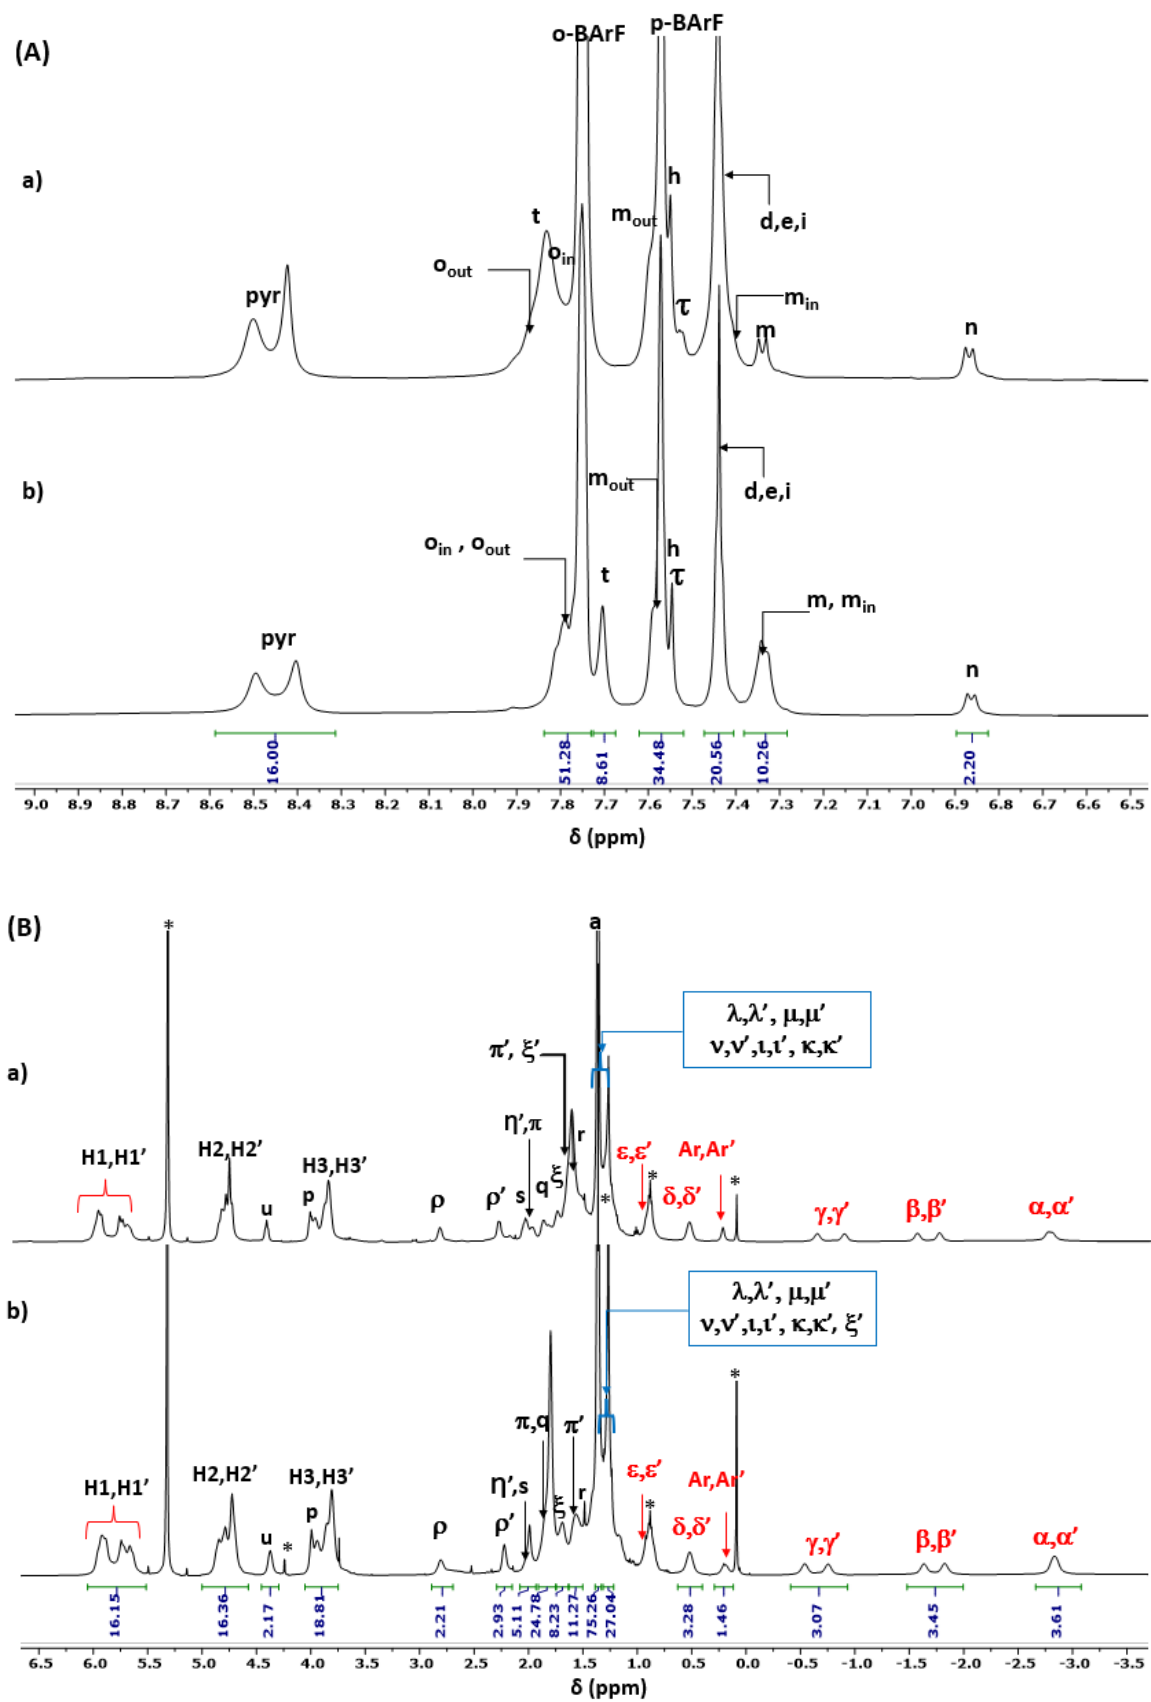 (A)
o-BArF
p-BArF
a)
t
o_in
m_out
h
d,e,i
o_out
pyr
τ
m_in
m
n
b)
m_out
d,e,i
o_in , o_out
h
τ
t
m, m_in
pyr
n
16.00
51.28
8.61
34.48
20.56
10.26
2.20
9.0 8.8 8.7 8.6 8.5 8.4 8.3 8.2 8.1 8.0 7.9 7.8 7.7 7.6 7.5 7.4 7.3 7.2 7.1 7.0 6.9 6.8 6.7 6.6 6.5
δ (ppm)
(B)
*
a
λ,λ′, μ,μ′
ν,ν′,ι,ι′, κ,κ′
a)
π′, ξ′
η′,π
r
H1,H1′
H2,H2′
H3,H3′
u
p
ρ
ρ′
s
q
ξ
*
ε,ε′
*
δ,δ′
Ar,Ar′
*
γ,γ′
β,β′
α,α′
b)
λ,λ′, μ,μ′
ν,ν′,ι,ι′, κ,κ′, ξ′
π,q
π′
*
H1,H1′
H2,H2′
H3,H3′
u
*
p
ρ
ρ′
η′,s
ξ
r
ε,ε′
*
δ,δ′
Ar,Ar′
γ,γ′
β,β′
α,α′
16.15
16.36
2.17
18.81
2.21
2.93
5.11
24.78
8.23
11.27
75.26
27.04
3.28
1.46
3.07
3.45
3.61
6.5 6.0 5.5 5.0 4.5 4.0 3.5 3.0 2.5 2.0 1.5 1.0 0.5 0.0 -0.5 -1.0 -1.5 -2.0 -2.5 -3.0 -3.5
δ (ppm)